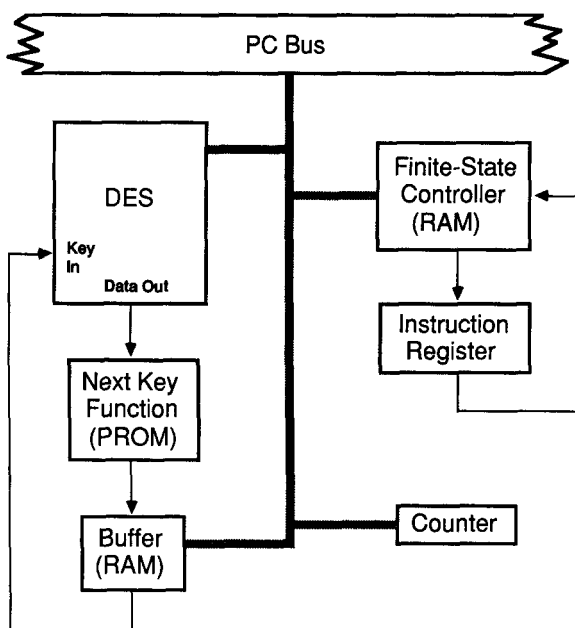 PC Bus
DES
Key
In
Data Out
Next Key
Function
(PROM)
Buffer
(RAM)
Finite-State
Controller
(RAM)
Instruction
Register
Counter